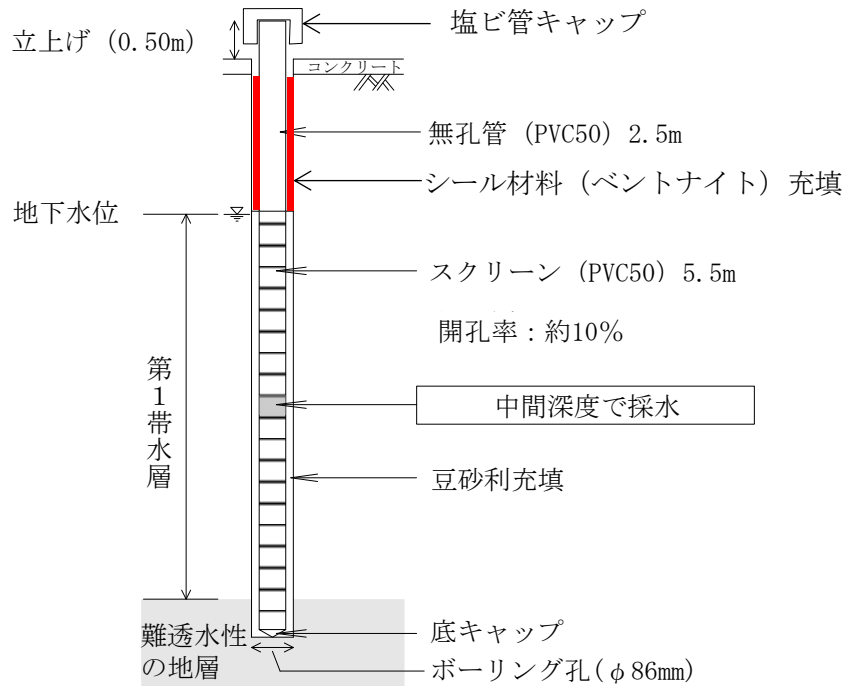 塩ビ管キャップ
立上げ (0.50m)
コンクリート
無孔管 (PVC50) 2.5m
シール材料 (ベントナイト) 充填
地下水位
スクリーン (PVC50) 5.5m
開孔率：約10%
第1帯水層
中間深度で採水
豆砂利充填
難透水性
の地層
底キャップ
ボーリング孔(φ86mm)